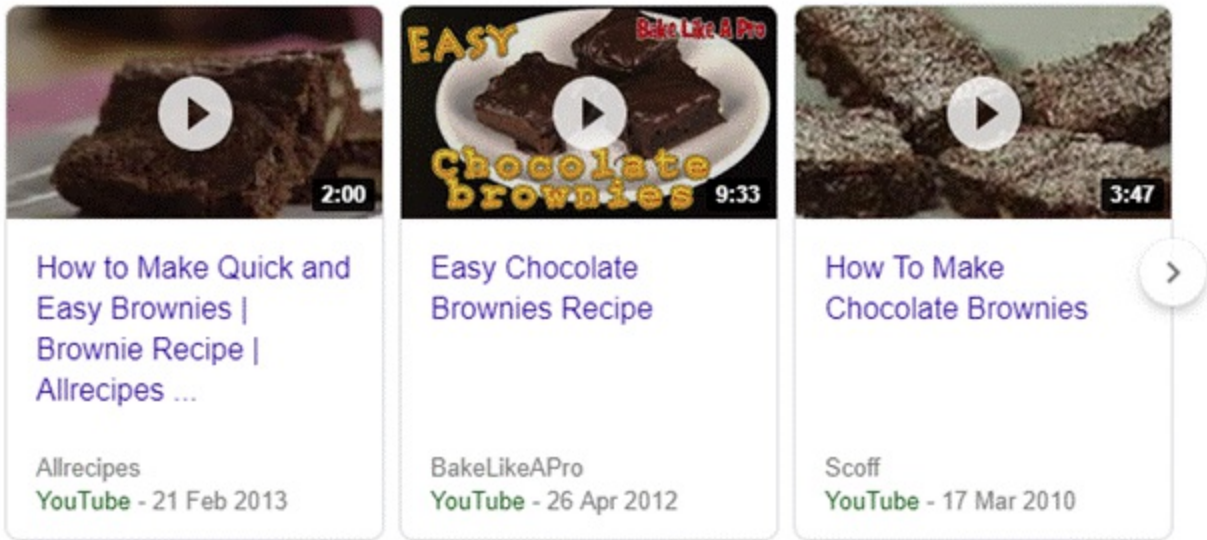 2:00
How to Make Quick and
Easy Brownies |
Brownie Recipe |
Allrecipes ...
Allrecipes
YouTube - 21 Feb 2013
EASY
Bake Like A Pro
Chocolate
brownies
9:33
Easy Chocolate
Brownies Recipe
BakeLikeAPro
YouTube - 26 Apr 2012
3:47
How To Make
Chocolate Brownies
Scoff
YouTube - 17 Mar 2010